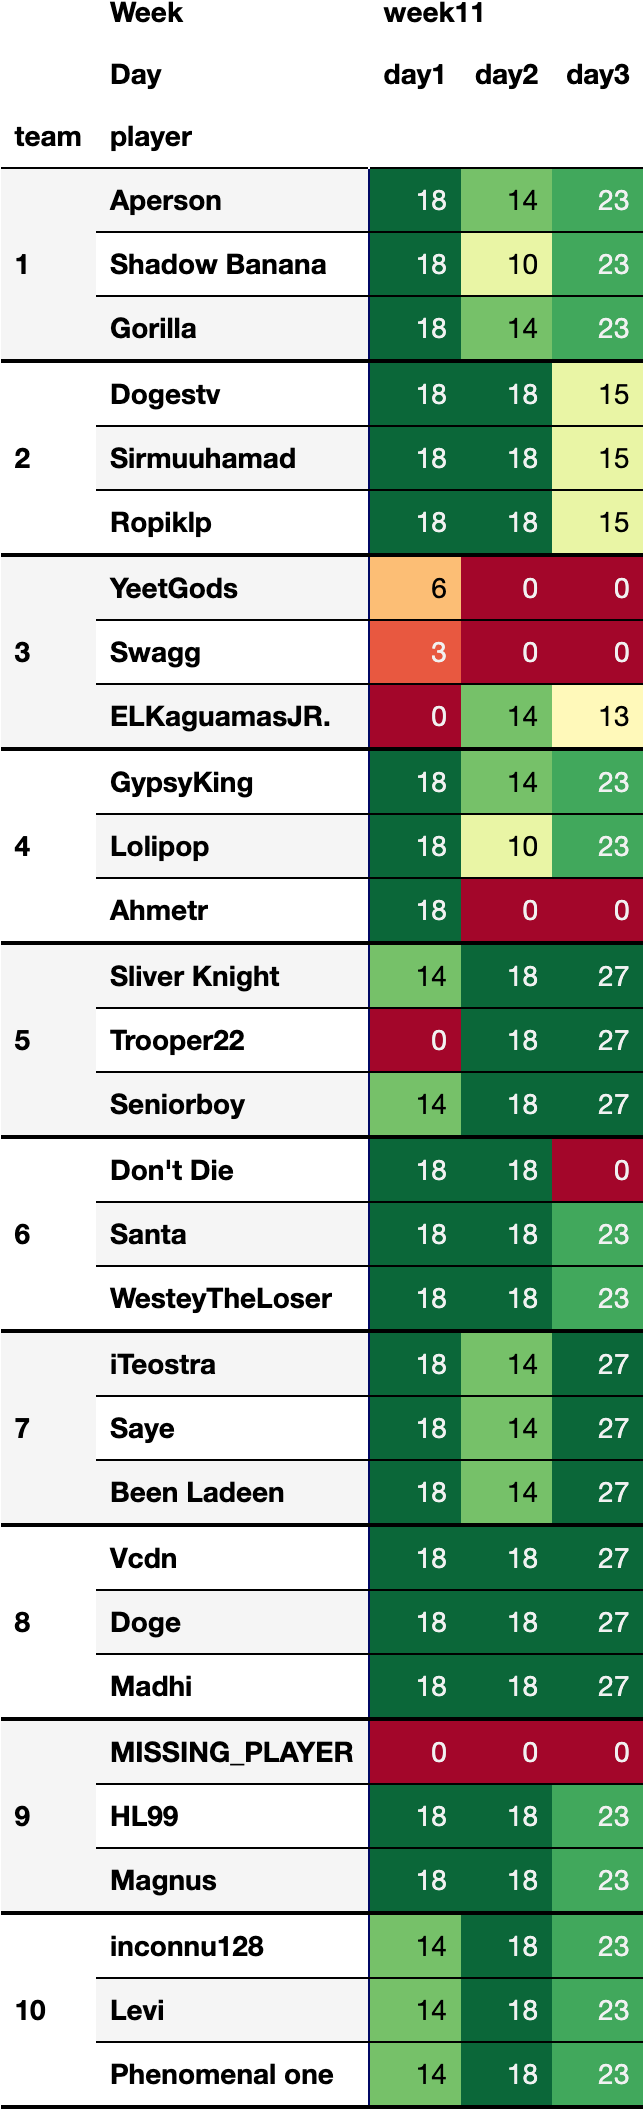 Week week11
Day day1 day2 day3
team player
Aperson 18 14 23
1 Shadow Banana 18 10 23
Gorilla 18 14 23
Dogestv 18 18 15
2 Sirmuuhamad 18 18 15
Ropiklp 18 18 15
YeetGods 6 0 0
3 Swagg 3 0 0
ELKaguamasJR. 0 14 13
GypsyKing 18 14 23
4 Lolipop 18 10 23
Ahmetr 18 0 0
Sliver Knight 14 18 27
5 Trooper22 0 18 27
Seniorboy 14 18 27
Don't Die 18 18 0
6 Santa 18 18 23
WesteyTheLoser 18 18 23
iTeostra 18 14 27
7 Saye 18 14 27
Been Ladeen 18 14 27
Vcdn 18 18 27
8 Doge 18 18 27
Madhi 18 18 27
MISSING_PLAYER 0 0 0
9 HL99 18 18 23
Magnus 18 18 23
inconnu128 14 18 23
10 Levi 14 18 23
Phenomenal one 14 18 23